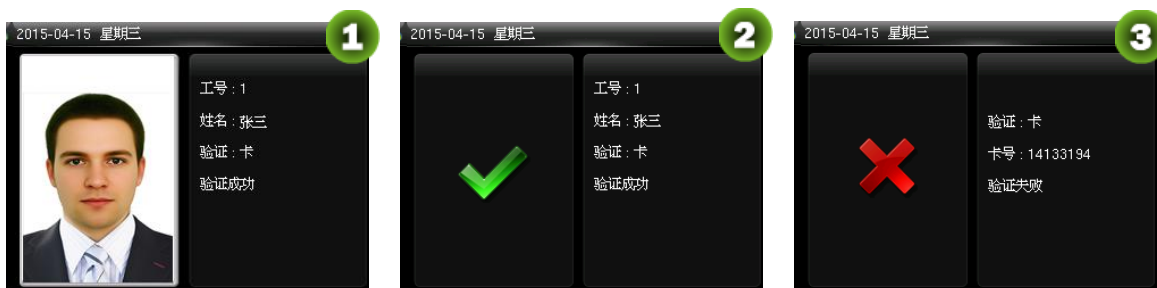 2015-04-15 星期三
1
工号 : 1
姓名 : 张三
验证 : 卡
验证成功
2015-04-15 星期三
2
工号 : 1
姓名 : 张三
验证 : 卡
验证成功
2015-04-15 星期三
3
验证 : 卡
卡号 : 14133194
验证失败